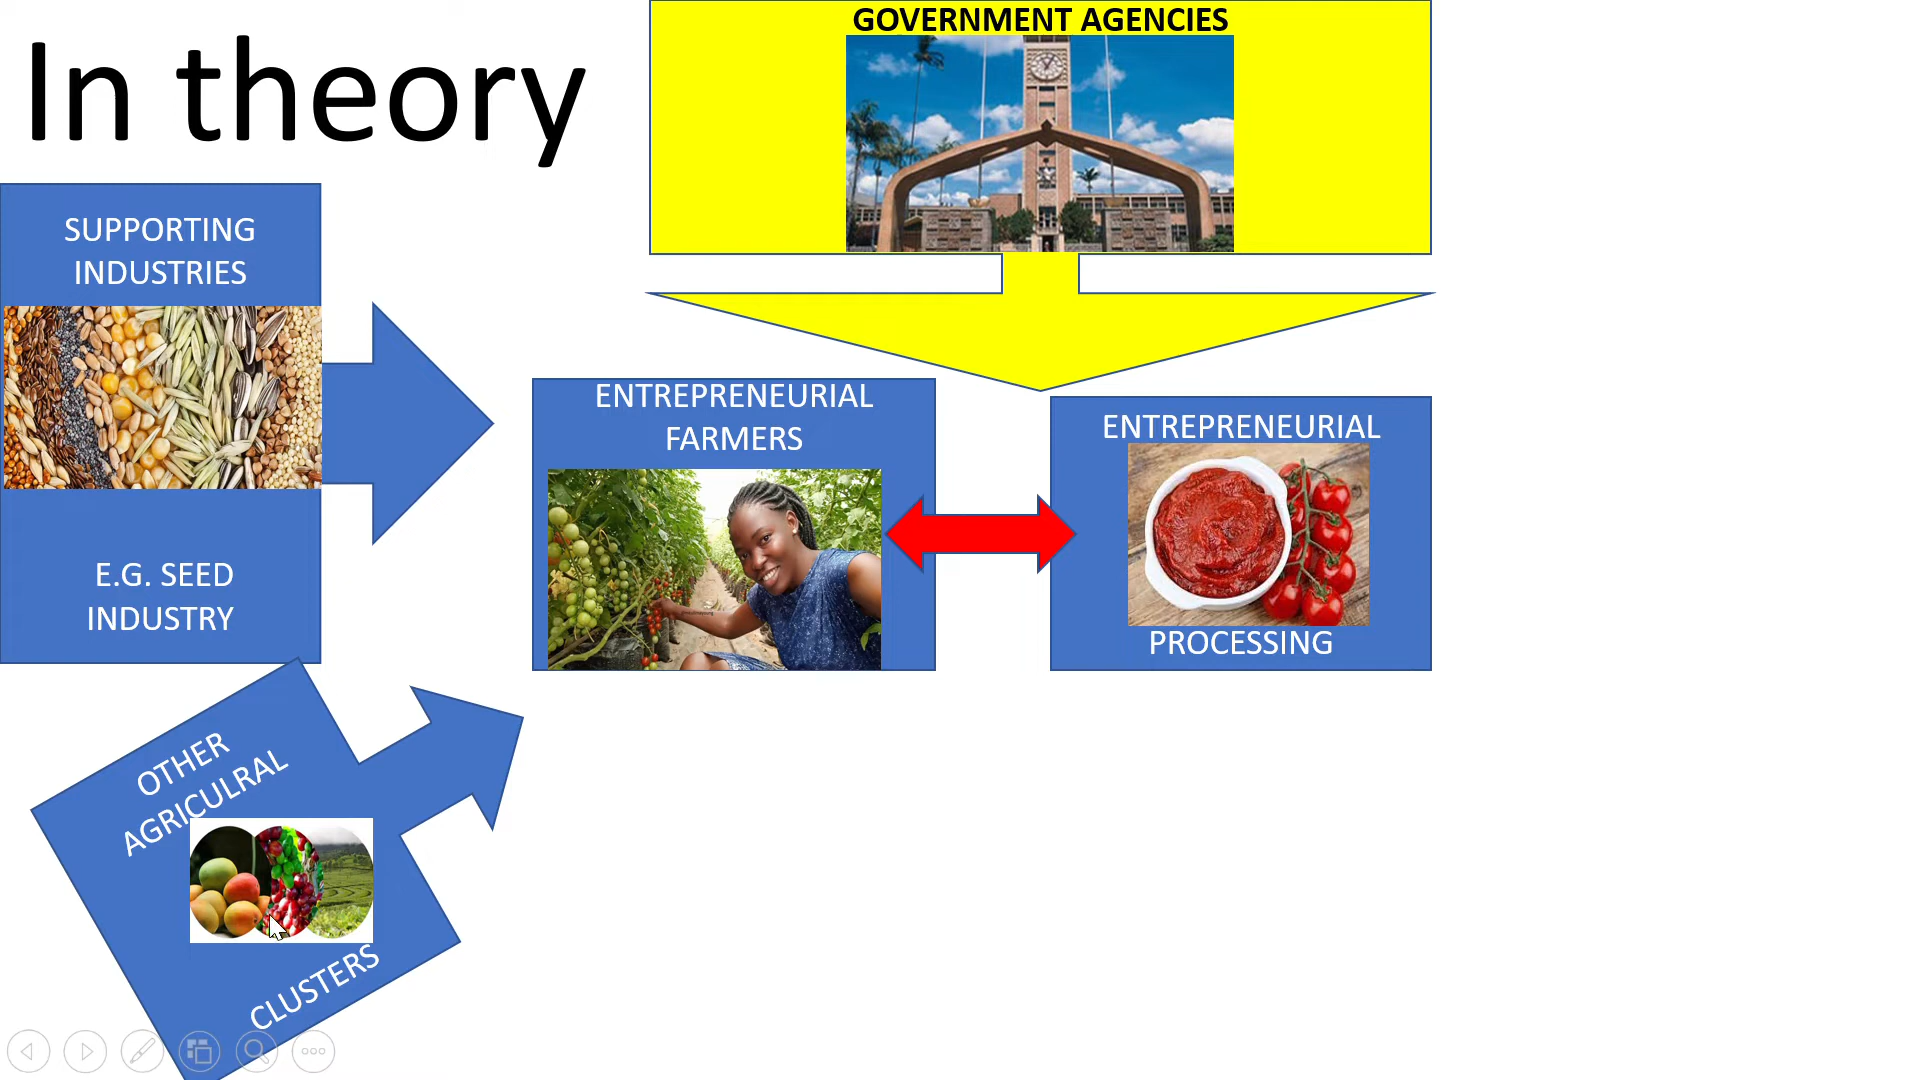 In theory
GOVERNMENT AGENCIES
SUPPORTING
INDUSTRIES
E.G. SEED
INDUSTRY
ENTREPRENEURIAL
FARMERS
ENTREPRENEURIAL
PROCESSING
OTHER
AGRICULRAL
CLUSTERS